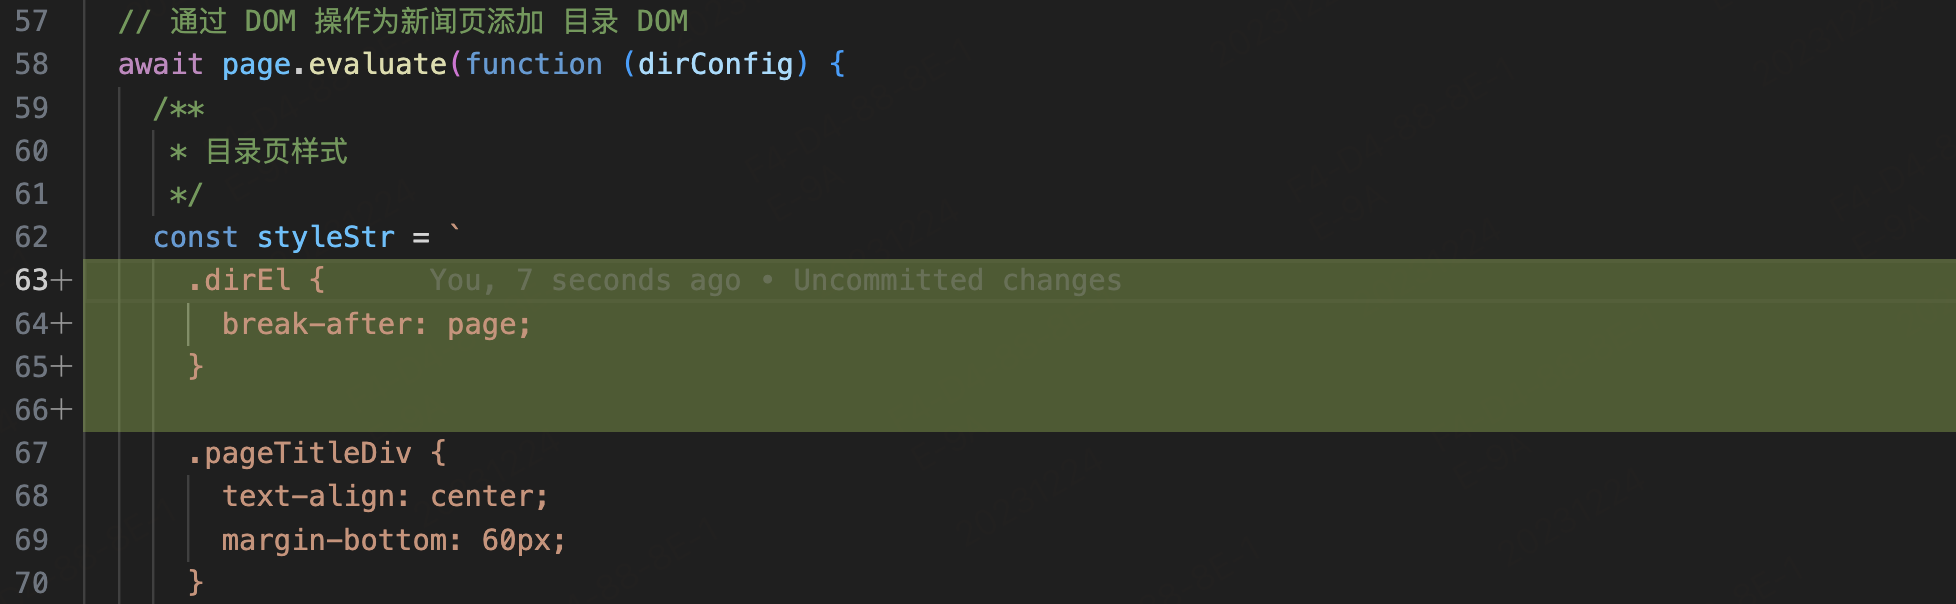 57 // 通过 DOM 操作为新闻页添加 目录 DOM
58 await page.evaluate(function (dirConfig) {
59 /**
60 * 目录页样式
61 */
62 const styleStr = `
63+ .dirEl { You, 7 seconds ago • Uncommitted changes
64+ break-after: page;
65+ }
66+
67 .pageTitleDiv {
68 text-align: center;
69 margin-bottom: 60px;
70 }